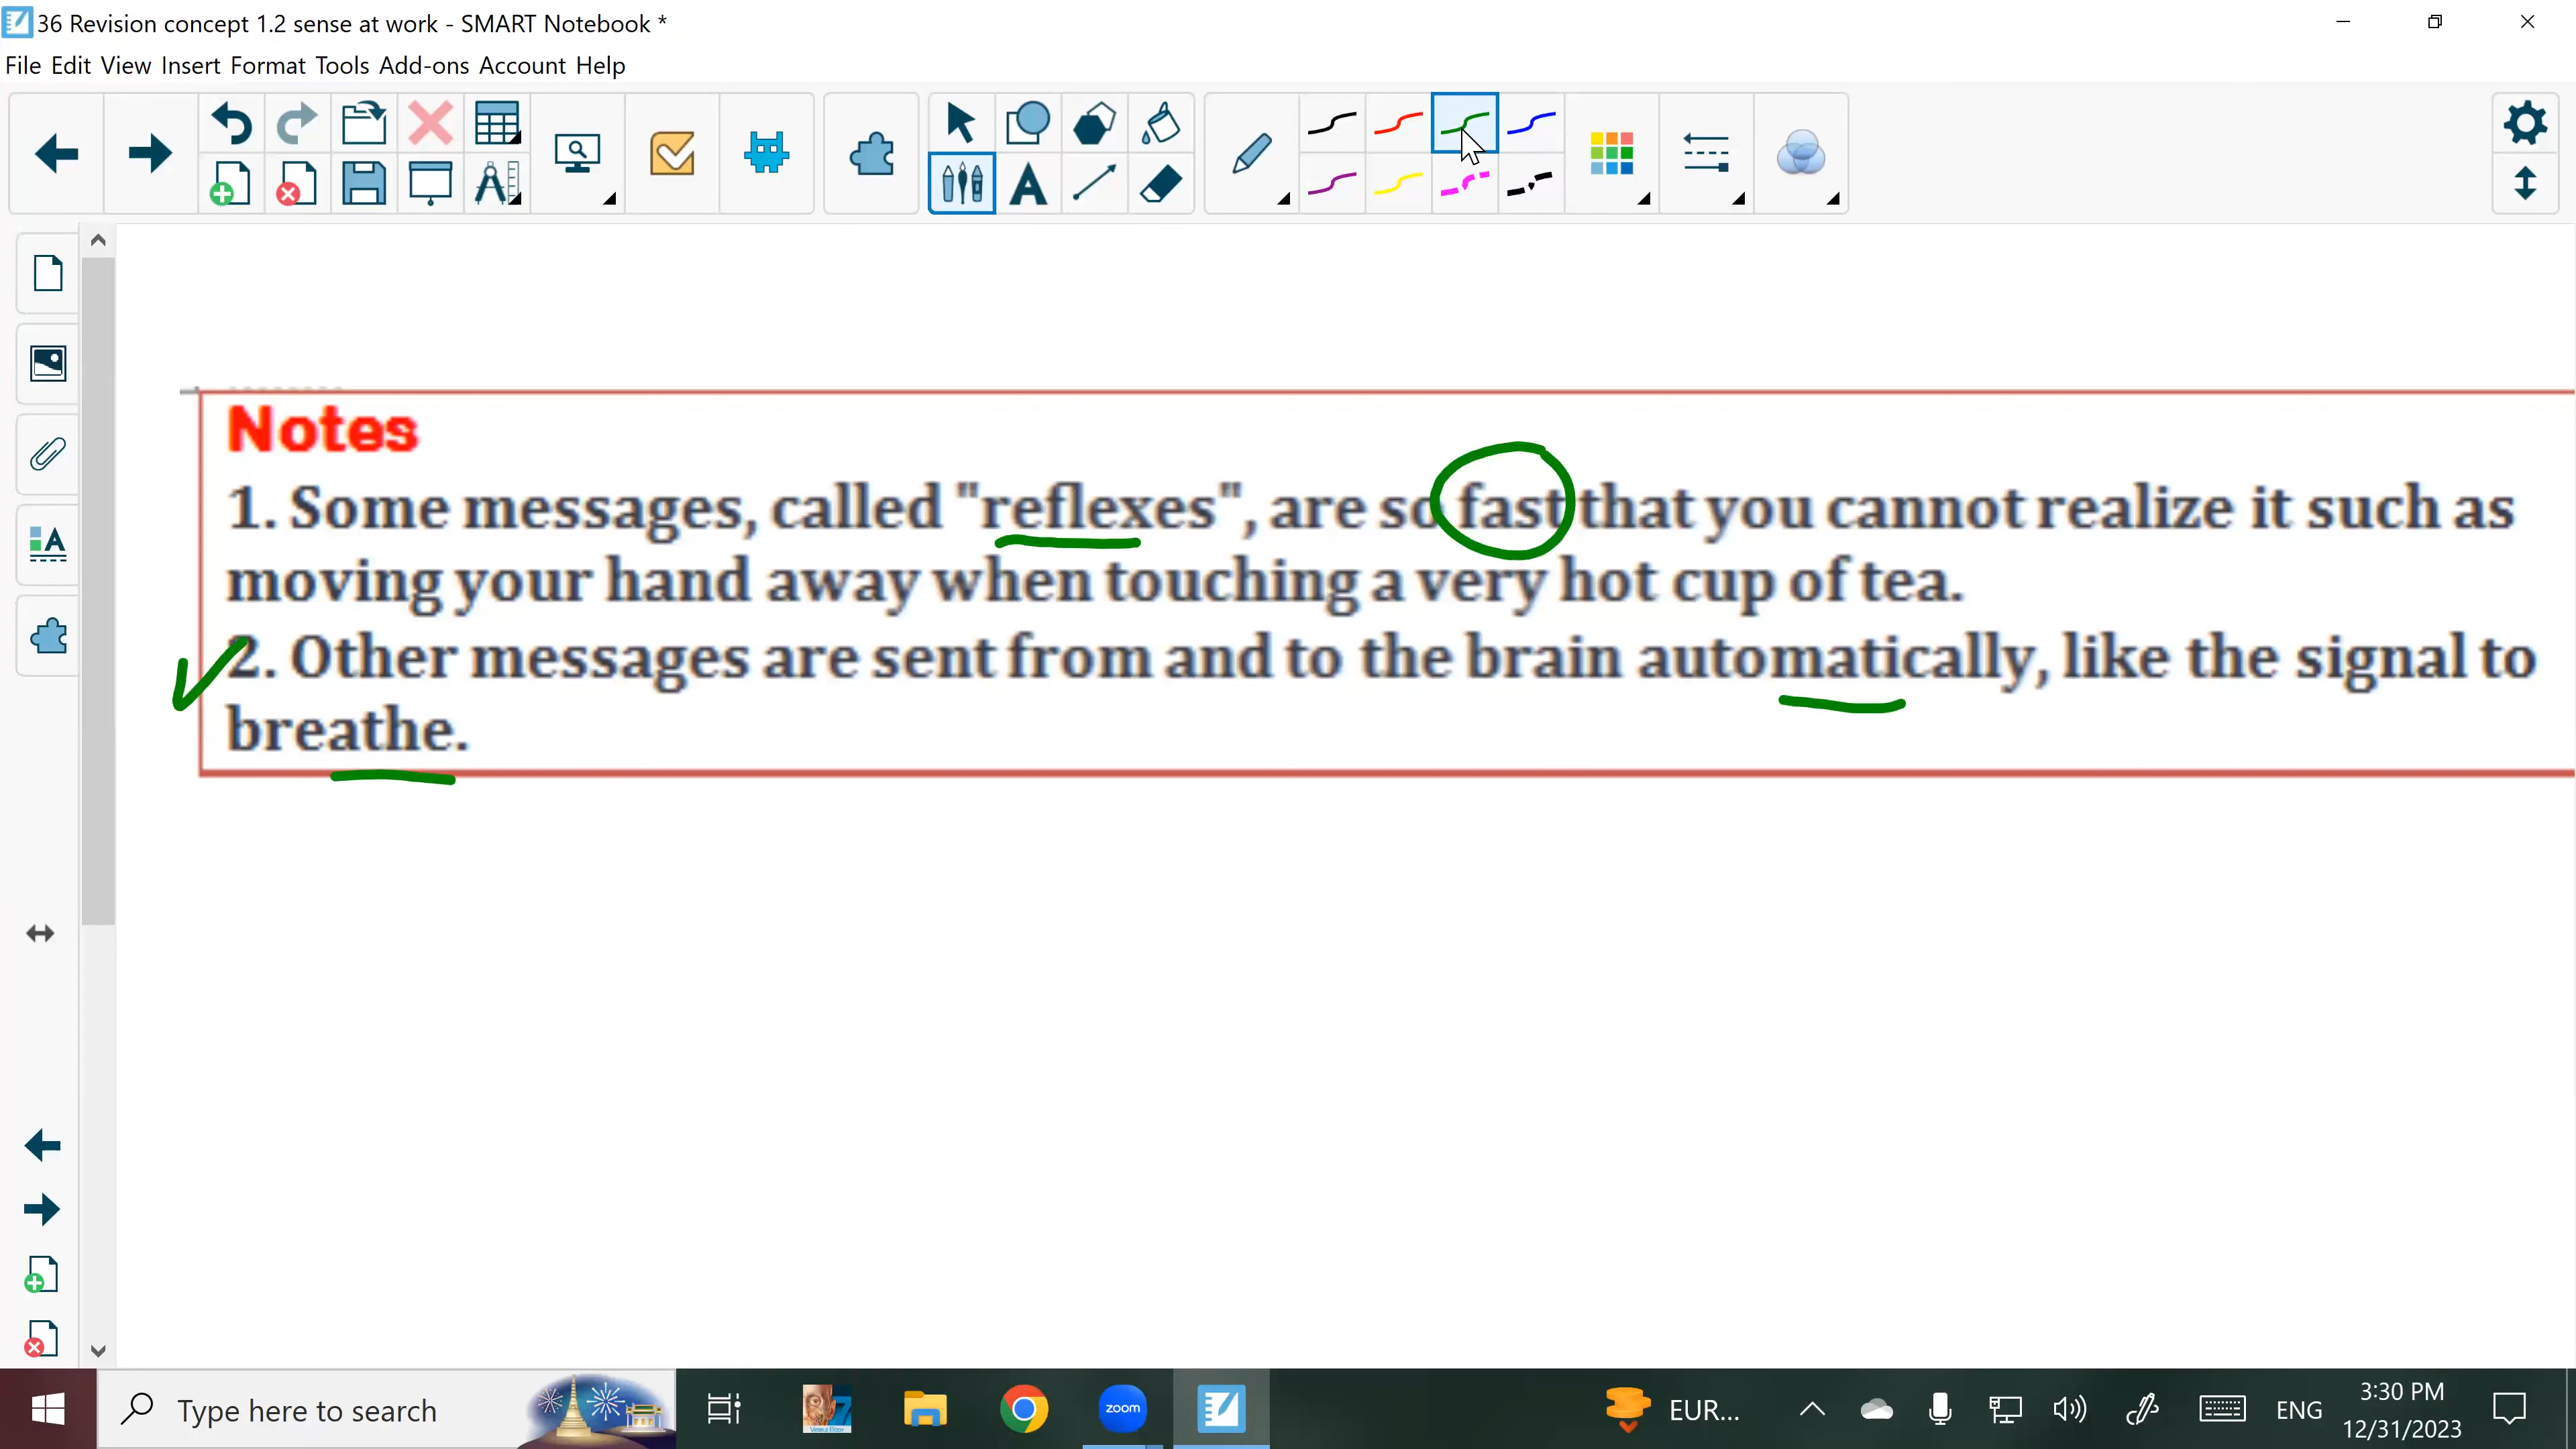 36 Revision concept 1.2 sense at work - SMART Notebook *
File Edit View Insert Format Tools Add-ons Account Help
Notes
1. Some messages, called "reflexes", are so fast that you cannot realize it such as
moving your hand away when touching a very hot cup of tea.
2. Other messages are sent from and to the brain automatically, like the signal to
breathe.
Type here to search
zoom
EUR...
ENG
3:30 PM
12/31/2023